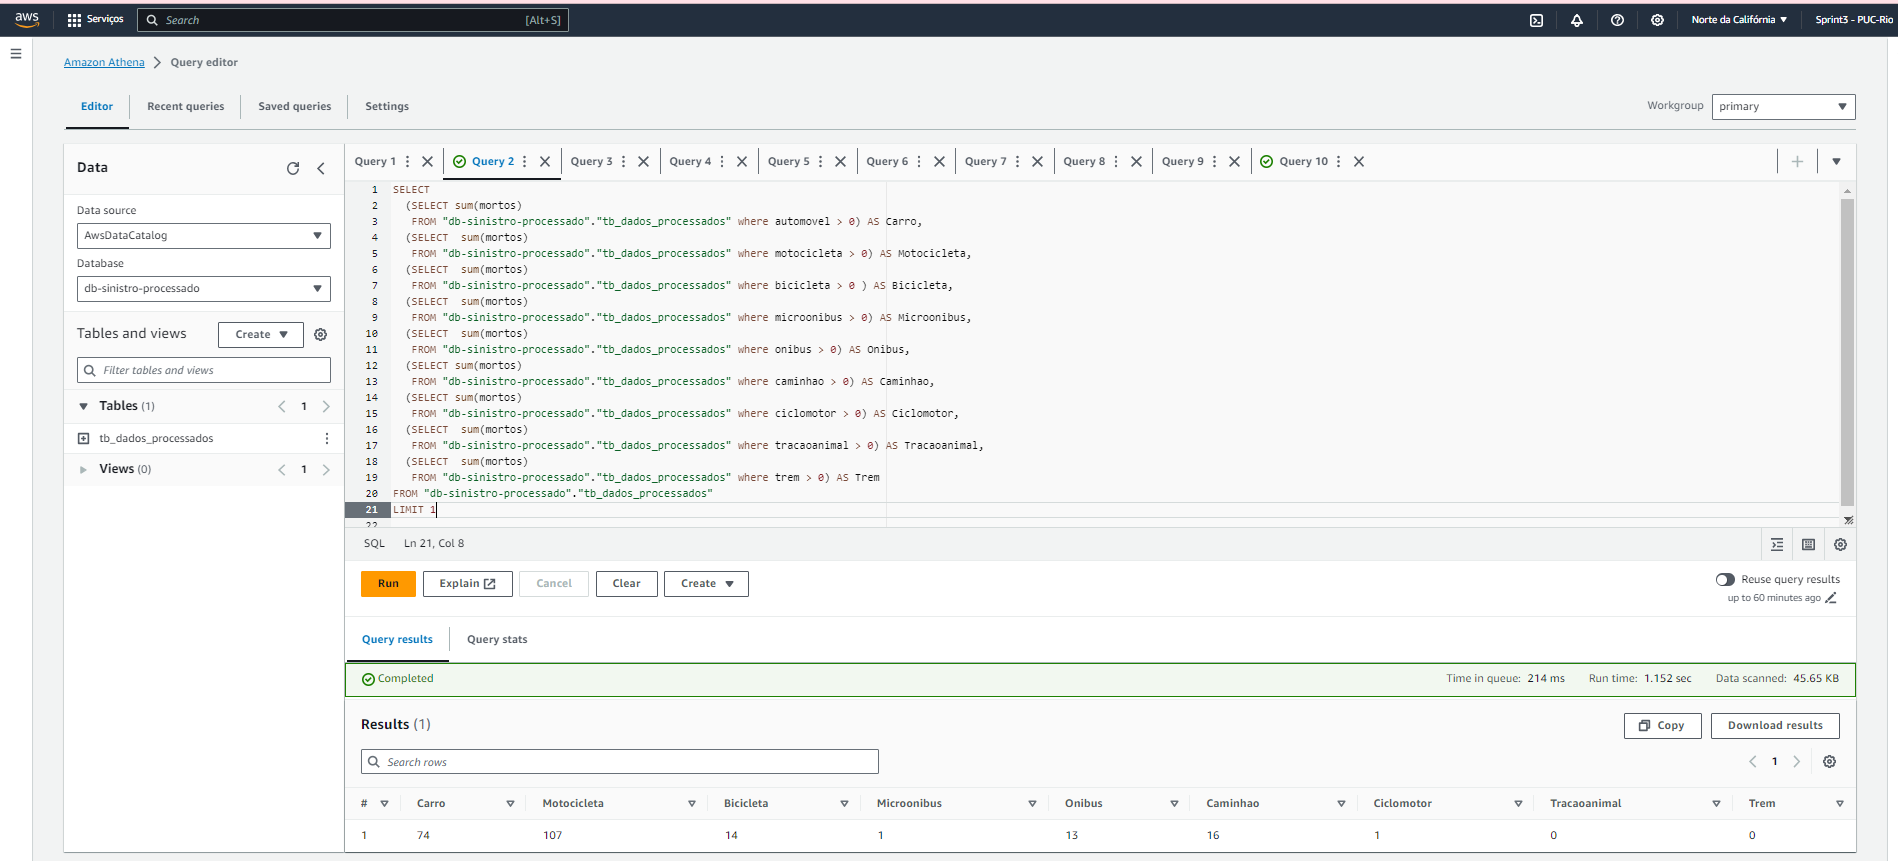 aws Serviços Search [Alt+S] Norte da Califórnia Sprint3 - PUC-Rio
Amazon Athena > Query editor
Editor Recent queries Saved queries Settings Workgroup primary
Data
Data source
AwsDataCatalog
Database
db-sinistro-processado
Tables and views Create
Filter tables and views
Tables (1) 1
tb_dados_processados
Views (0) 1
Query 1 Query 2 Query 3 Query 4 Query 5 Query 6 Query 7 Query 8 Query 9 Query 10
1 SELECT
2 (SELECT sum(mortos)
3 FROM "db-sinistro-processado"."tb_dados_processados" where automovel > 0) AS Carro,
4 (SELECT  sum(mortos)
5 FROM "db-sinistro-processado"."tb_dados_processados" where motocicleta > 0) AS Motocicleta,
6 (SELECT  sum(mortos)
7 FROM "db-sinistro-processado"."tb_dados_processados" where bicicleta > 0 ) AS Bicicleta,
8 (SELECT  sum(mortos)
9 FROM "db-sinistro-processado"."tb_dados_processados" where microonibus > 0) AS Microonibus,
10 (SELECT  sum(mortos)
11 FROM "db-sinistro-processado"."tb_dados_processados" where onibus > 0) AS Onibus,
12 (SELECT sum(mortos)
13 FROM "db-sinistro-processado"."tb_dados_processados" where caminhao > 0) AS Caminhao,
14 (SELECT sum(mortos)
15 FROM "db-sinistro-processado"."tb_dados_processados" where ciclomotor > 0) AS Ciclomotor,
16 (SELECT  sum(mortos)
17 FROM "db-sinistro-processado"."tb_dados_processados" where tracaoanimal > 0) AS Tracaoanimal,
18 (SELECT  sum(mortos)
19 FROM "db-sinistro-processado"."tb_dados_processados" where trem > 0) AS Trem
20 FROM "db-sinistro-processado"."tb_dados_processados"
21 LIMIT 1
22
SQL Ln 21, Col 8
Run Explain Cancel Clear Create Reuse query results
up to 60 minutes ago
Query results Query stats
Completed Time in queue: 214 ms Run time: 1.152 sec Data scanned: 45.65 KB
Results (1) Copy Download results
Search rows 1
# Carro Motocicleta Bicicleta Microonibus Onibus Caminhao Ciclomotor Tracaoanimal Trem
1 74 107 14 1 13 16 1 0 0